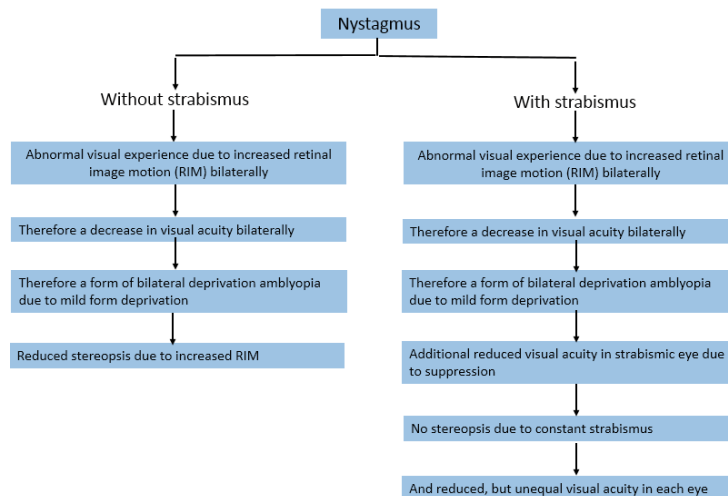 Nystagmus
Without strabismus
Abnormal visual experience due to increased retinal
image motion (RIM) bilaterally
Therefore a decrease in visual acuity bilaterally
Therefore a form of bilateral deprivation amblyopia
due to mild form deprivation
Reduced stereopsis due to increased RIM
With strabismus
Abnormal visual experience due to increased retinal
image motion (RIM) bilaterally
Therefore a decrease in visual acuity bilaterally
Therefore a form of bilateral deprivation amblyopia
due to mild form deprivation
Additional reduced visual acuity in strabismic eye due
to suppression
No stereopsis due to constant strabismus
And reduced, but unequal visual acuity in each eye